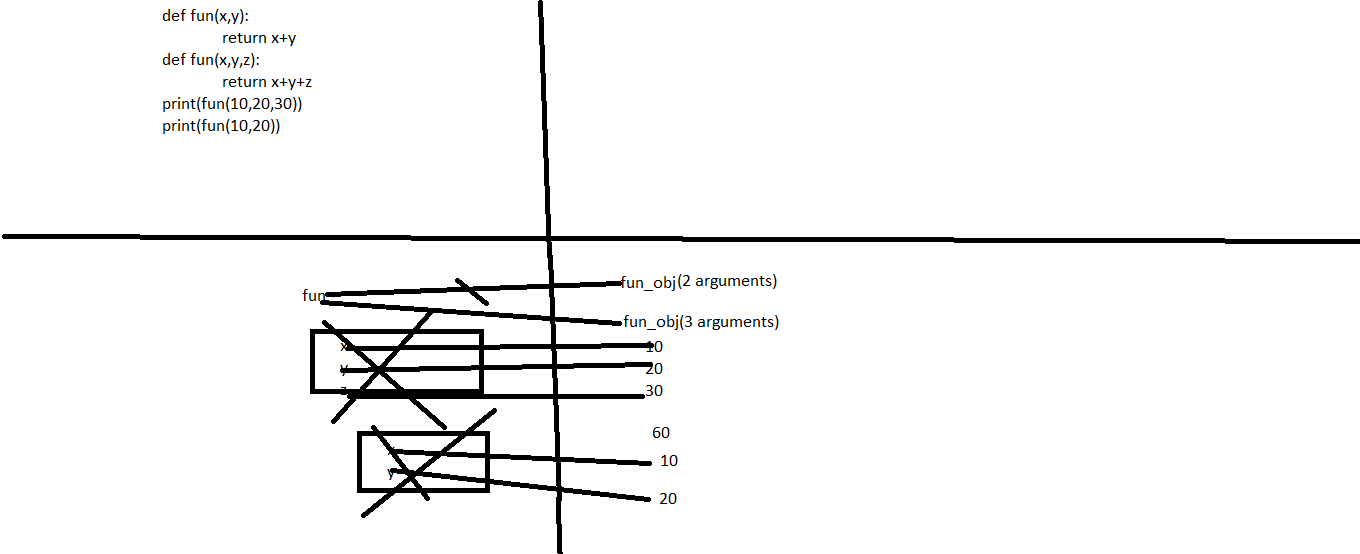 def fun(x,y):
return x+y
def fun(x,y,z):
return x+y+z
print(fun(10,20,30))
print(fun(10,20))
fun_obj(2 arguments)
fun
fun_obj(3 arguments)
x 10
y 20
z 30
60
x 10
y 20